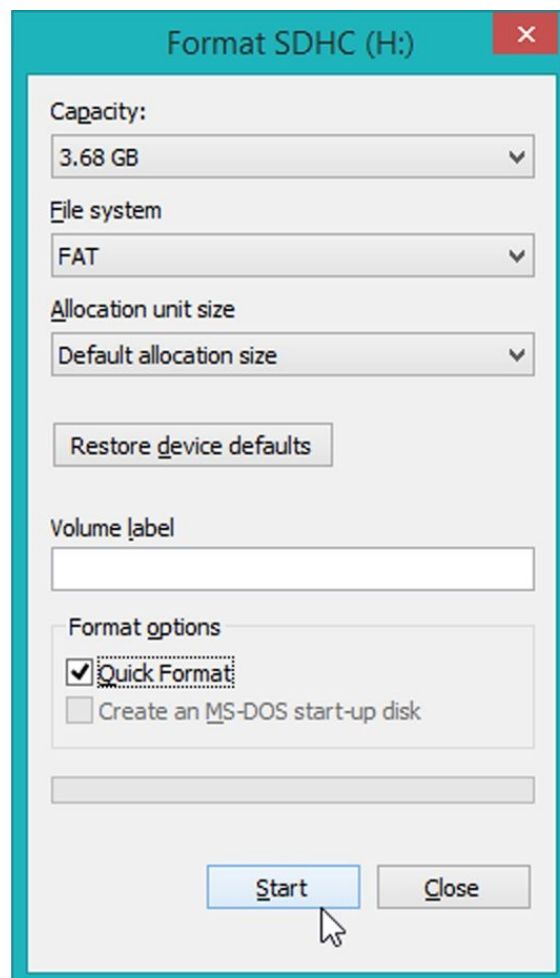 Format SDHC (H:)
Capacity:
3.68 GB
File system
FAT
Allocation unit size
Default allocation size
Restore device defaults
Volume label
Format options
Quick Format
Create an MS-DOS start-up disk
Start Close